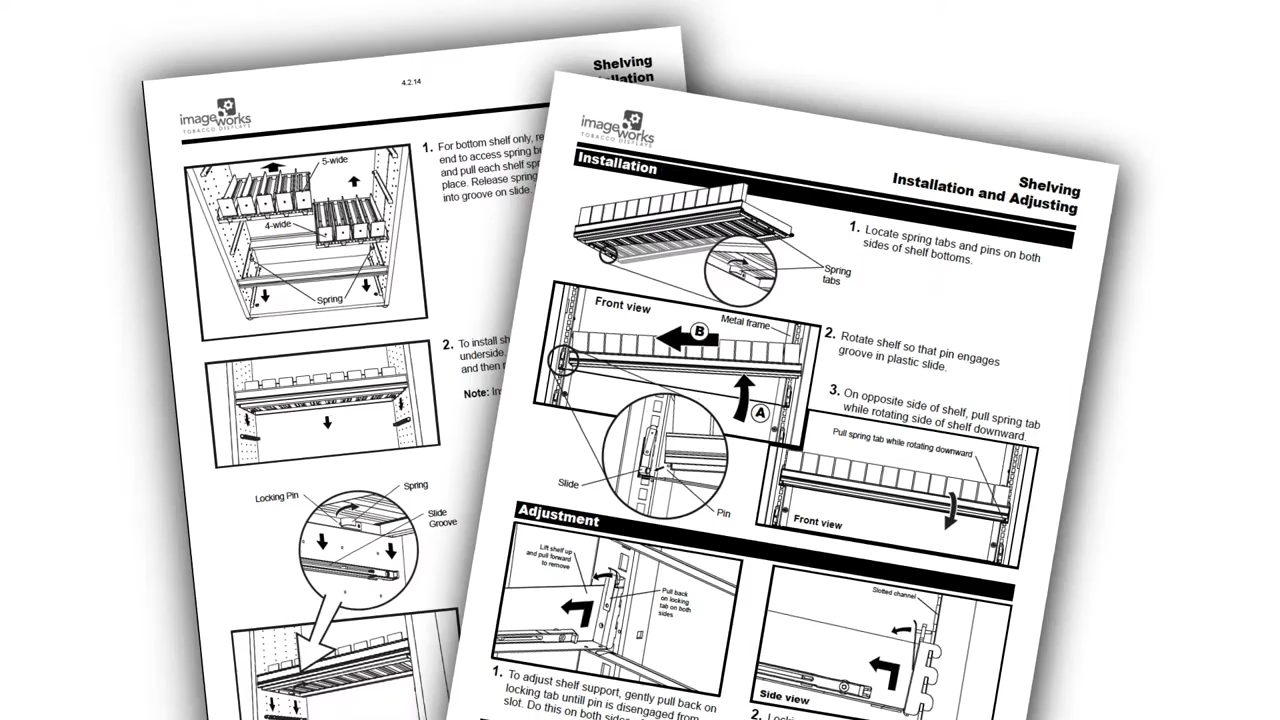 4.2.14
Shelving
imageworks
TOBACCO DISPLAYS
5-wide
4-wide
Spring
1. For bottom shelf only,
end to access spring
and pull each shelf
place. Release spring
into groove on slide.
2. To install
underside.
and then
Note:
Locking Pin
Spring
Slide
Groove
imageworks
TOBACCO DISPLAYS
Shelving
Installation and Adjusting
Installation
1. Locate spring tabs and pins on both
sides of shelf bottoms.
Spring
tabs
Front view
Metal frame
B
A
Slide
Pin
2. Rotate shelf so that pin engages
groove in plastic slide.
3. On opposite side of shelf, pull spring tab
while rotating side of shelf downward.
Pull spring tab while rotating downward
Front view
Adjustment
Lift shelf up
and pull forward
to remove
Pull back
on locking
tab on both
sides
Slotted channel
Side view
1. To adjust shelf support, gently pull back on
locking tab untill pin is disengaged from
slot. Do this on both
2.